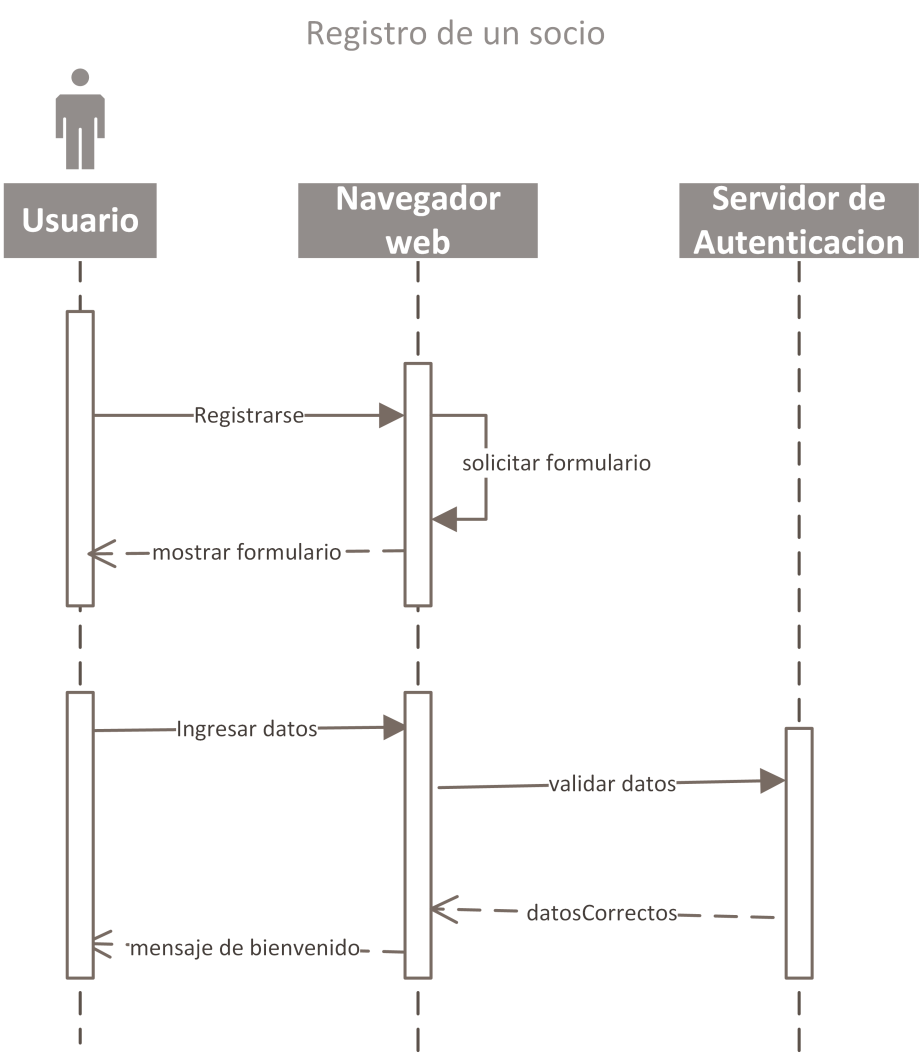 Registro de un socio
Usuario
Navegador
web
Servidor de
Autenticacion
Registrarse
solicitar formulario
mostrar formulario
Ingresar datos
validar datos
datosCorrectos
mensaje de bienvenido